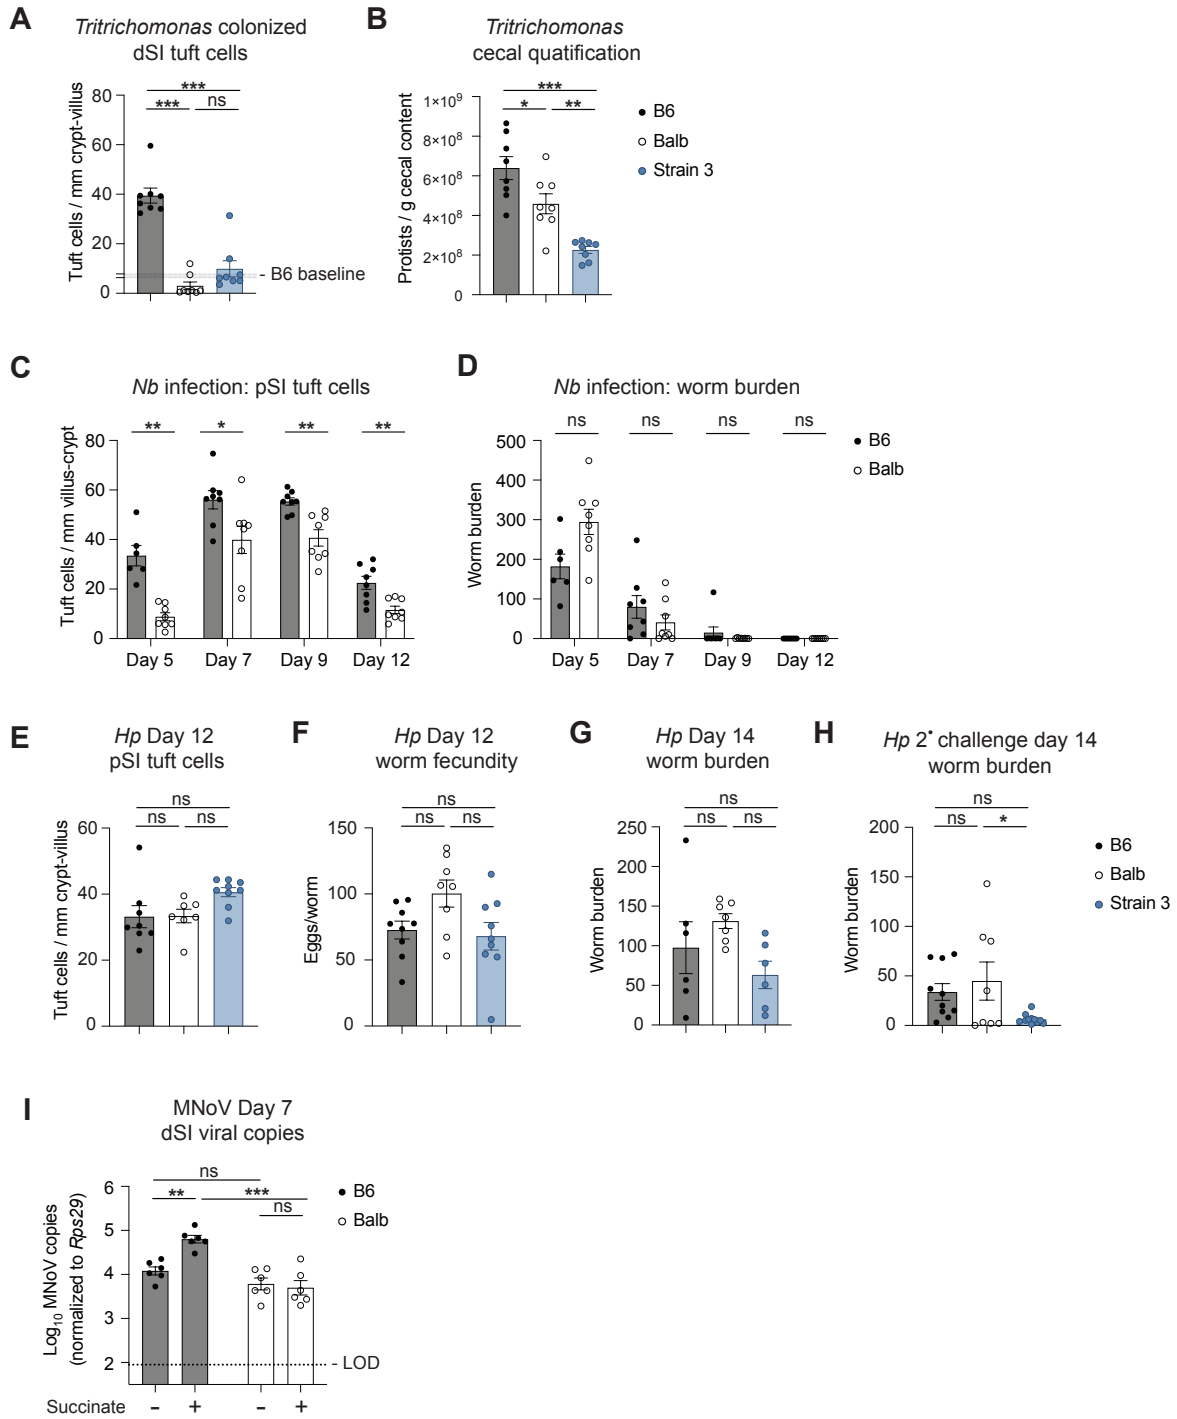 A
Tritrichomonas colonized
dSI tuft cells
Tuft cells / mm crypt-villus
80
60
40
20
0
***
*** ns
- B6 baseline
B
Tritrichomonas
cecal quatification
Protists / g cecal content
1×10⁹
8×10⁸
6×10⁸
4×10⁸
2×10⁸
0
***
* **
B6
Balb
Strain 3
C
Nb infection: pSI tuft cells
Tuft cells / mm villus-crypt
80
60
40
20
0
** * ** **
Day 5 Day 7 Day 9 Day 12
D
Nb infection: worm burden
Worm burden
500
400
300
200
100
0
ns ns ns ns
Day 5 Day 7 Day 9 Day 12
B6
Balb
E
Hp Day 12
pSI tuft cells
Tuft cells / mm crypt-villus
60
40
20
0
ns
ns ns
F
Hp Day 12
worm fecundity
Eggs/worm
150
100
50
0
ns
ns ns
G
Hp Day 14
worm burden
Worm burden
250
200
150
100
50
0
ns
ns ns
H
Hp 2˚ challenge day 14
worm burden
Worm burden
200
150
100
50
0
ns
ns *
B6
Balb
Strain 3
I
MNoV Day 7
dSI viral copies
Log₁₀ MNoV copies
(normalized to Rps29)
6
5
4
3
2
ns
** ***
ns
- LOD
Succinate - + - +
B6
Balb